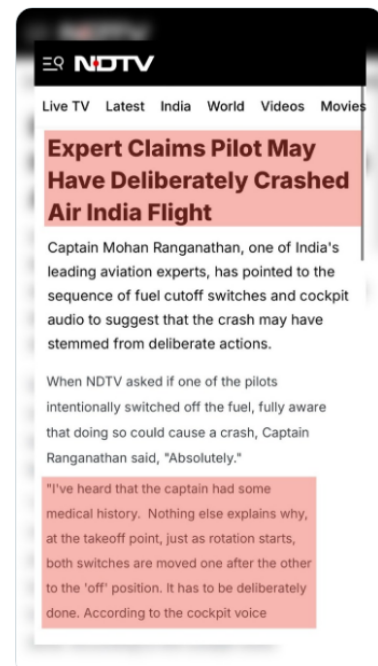 NDTV
Live TV Latest India World Videos Movies
Expert Claims Pilot May
Have Deliberately Crashed
Air India Flight
Captain Mohan Ranganathan, one of India's
leading aviation experts, has pointed to the
sequence of fuel cutoff switches and cockpit
audio to suggest that the crash may have
stemmed from deliberate actions.
When NDTV asked if one of the pilots
intentionally switched off the fuel, fully aware
that doing so could cause a crash, Captain
Ranganathan said, "Absolutely."
"I've heard that the captain had some
medical history. Nothing else explains why,
at the takeoff point, just as rotation starts,
both switches are moved one after the other
to the 'off' position. It has to be deliberately
done. According to the cockpit voice